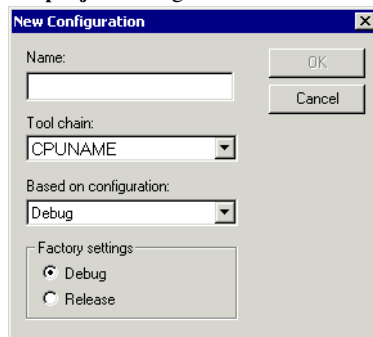 New Configuration
Name:
OK
Cancel
Tool chain:
CPUNAME
Based on configuration:
Debug
Factory settings
Debug
Release